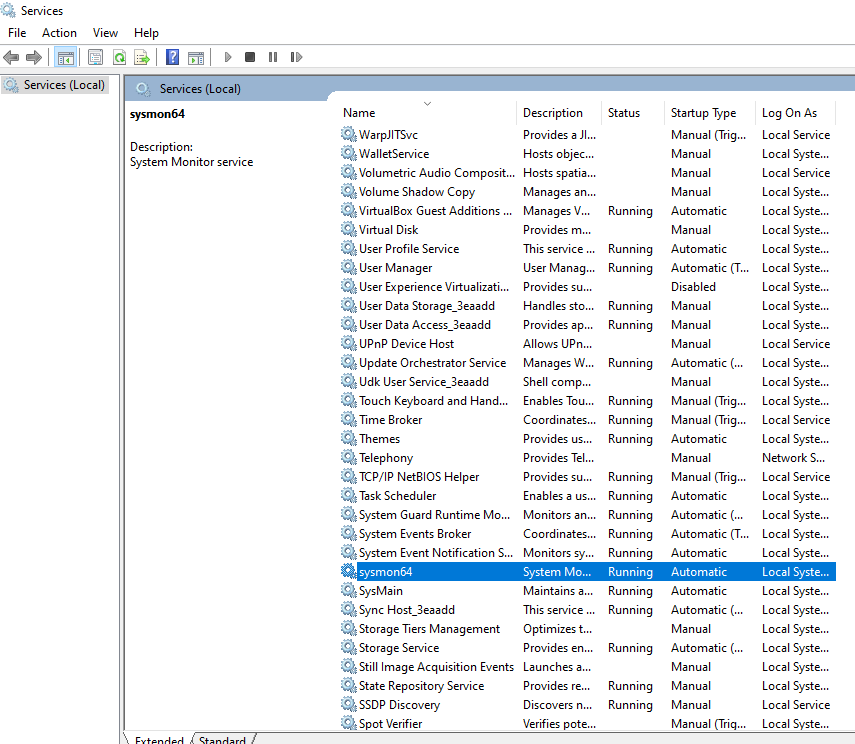 Services
File Action View Help
Services (Local)
Services (Local)
sysmon64
Description:
System Monitor service
Name Description Status Startup Type Log On As
WarpJITSvc Provides a JI... Manual (Trig... Local Service
WalletService Hosts objec... Manual Local Syste...
Volumetric Audio Composit... Hosts spatia... Manual Local Service
Volume Shadow Copy Manages an... Manual Local Syste...
VirtualBox Guest Additions ... Manages V... Running Automatic Local Syste...
Virtual Disk Provides m... Manual Local Syste...
User Profile Service This service ... Running Automatic Local Syste...
User Manager User Manag... Running Automatic (T... Local Syste...
User Experience Virtualizati... Provides su... Disabled Local Syste...
User Data Storage_3eaadd Handles sto... Running Manual Local Syste...
User Data Access_3eaadd Provides ap... Running Manual Local Syste...
UPnP Device Host Allows UPn... Manual Local Service
Update Orchestrator Service Manages W... Running Automatic (... Local Syste...
Udk User Service_3eaadd Shell comp... Manual Local Syste...
Touch Keyboard and Hand... Enables Tou... Running Manual (Trig... Local Syste...
Time Broker Coordinates... Running Manual (Trig... Local Service
Themes Provides us... Running Automatic Local Syste...
Telephony Provides Tel... Manual Network S...
TCP/IP NetBIOS Helper Provides su... Running Manual (Trig... Local Service
Task Scheduler Enables a us... Running Automatic Local Syste...
System Guard Runtime Mo... Monitors an... Running Automatic (... Local Syste...
System Events Broker Coordinates... Running Automatic (T... Local Syste...
System Event Notification S... Monitors sy... Running Automatic Local Syste...
sysmon64 System Mo... Running Automatic Local Syste...
SysMain Maintains a... Running Automatic Local Syste...
Sync Host_3eaadd This service ... Running Automatic (... Local Syste...
Storage Tiers Management Optimizes t... Manual Local Syste...
Storage Service Provides en... Running Automatic (... Local Syste...
Still Image Acquisition Events Launches a... Manual Local Syste...
State Repository Service Provides re... Running Manual Local Syste...
SSDP Discovery Discovers n... Running Manual Local Service
Spot Verifier Verifies pote... Manual (Trig... Local Syste...
Extended Standard